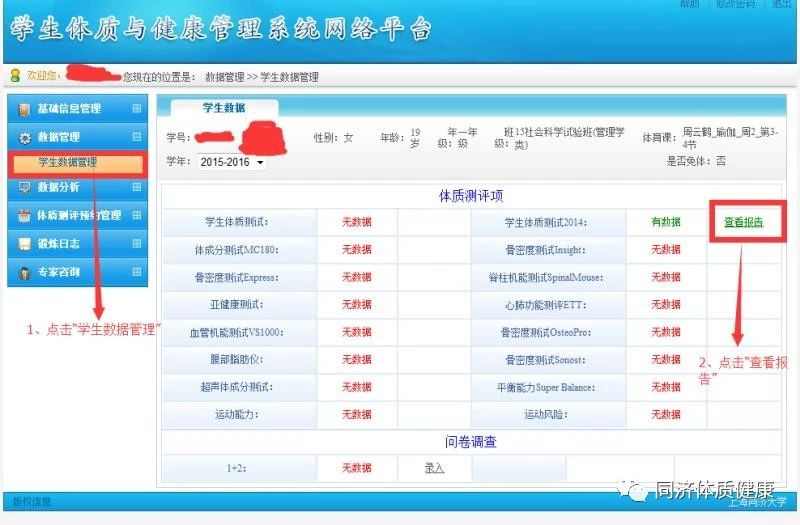 帮助 | 修改密码 | 退出
学生体质与健康管理系统网络平台
欢迎您,
您现在的位置是: 数据管理>>学生数据管理
基础信息管理
数据管理
学生数据管理
数据分析
体质测评预约管理
锻炼日志
专家咨询
1、点击“学生数据管理”
学生数据
学号: 性别: 女 年龄: 19岁 年级: 一年级 班级: 15社会科学试验班(管理学类) 体育课: 周云鹤_瑜伽_周2_第3-4节
学年: 2015-2016 是否免体: 否
体质测评项
学生体质测试: 无数据 学生体质测试2014: 有数据 查看报告
体成分测试MC180: 无数据 骨密度测试Insight: 无数据
骨密度测试Express: 无数据 脊柱机能测试SpinalMouse: 无数据
亚健康测试: 无数据 心肺功能测评ETT: 无数据
血管机能测试VS1000: 无数据 骨密度测试OsteoPro: 无数据
腹部脂肪仪: 无数据 骨密度测试Sonost: 无数据
超声体成分测试: 无数据 平衡能力Super Balance: 无数据
运动能力: 无数据 运动风险: 无数据
2、点击“查看报告”
问卷调查
1+2: 无数据 录入
同济体质健康
版权信息
上海同济大学